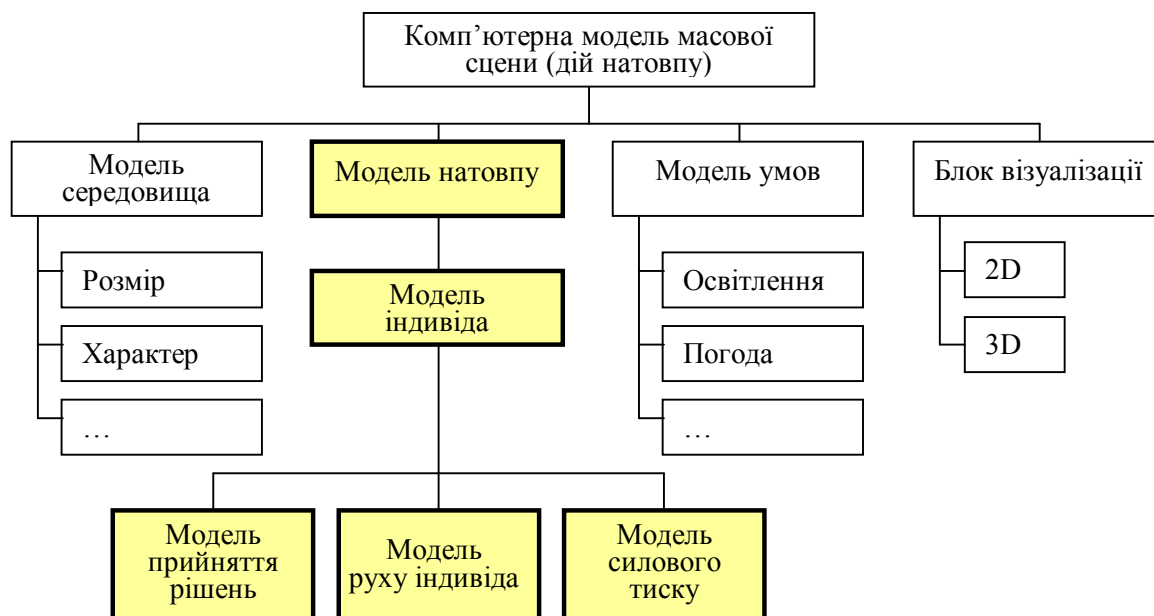 Комп’ютерна модель масової
сцени (дій натовпу)
Модель
середовища
Модель натовпу
Модель умов
Блок візуалізації
Розмір
Характер
…
Модель
індивіда
Освітлення
Погода
…
2D
3D
Модель
прийняття
рішень
Модель
руху індивіда
Модель
силового
тиску